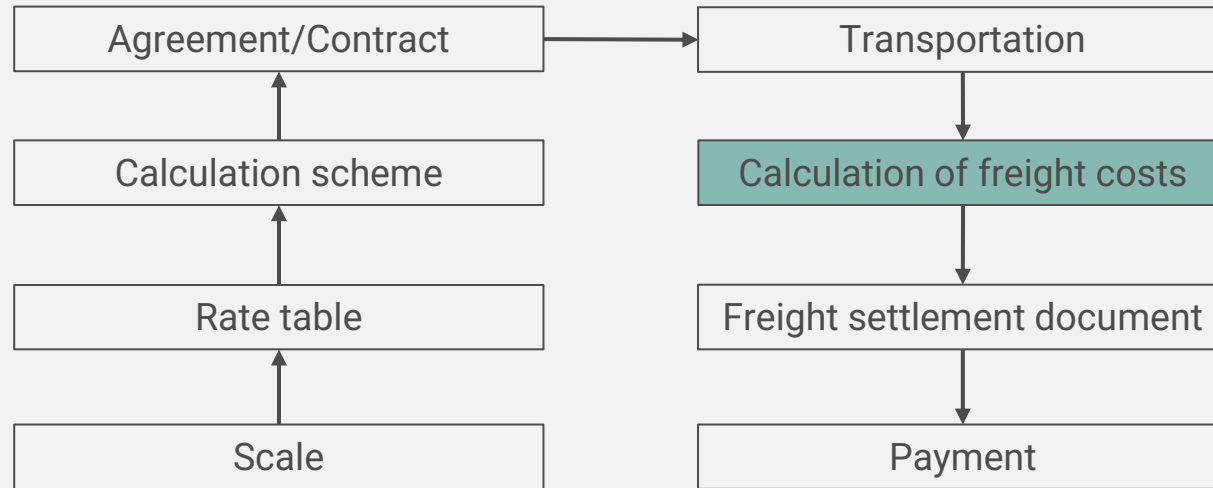 Agreement/Contract
Transportation
Calculation scheme
Calculation of freight costs
Rate table
Freight settlement document
Scale
Payment